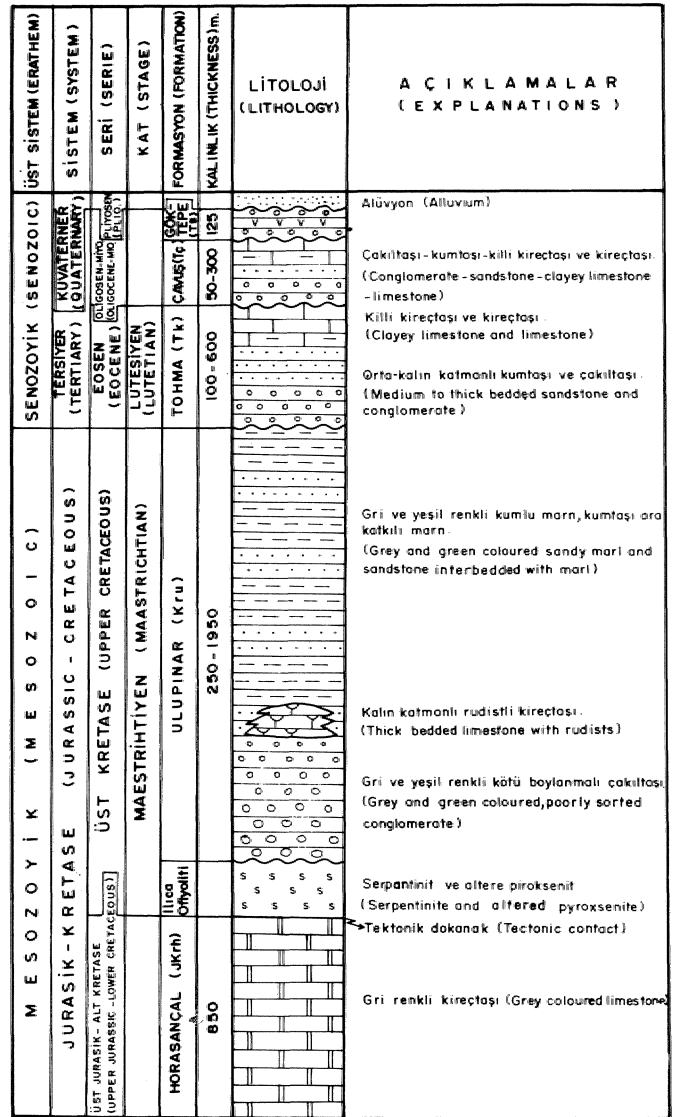 ÜST SİSTEM (ERATHEM)
SİSTEM (SYSTEM)
SERİ (SERIE)
KAT (STAGE)
FORMASYON (FORMATION)
KALINLIK (THICKNESS) m.
LİTOLOJİ
(LITHOLOGY)
AÇIKLAMALAR
(EXPLANATIONS)
SENOZOYİK (SENOZOIC)
KUVATERNER
(QUATERNARY)
PLİYOSEN
(PLIO.)
GÖK-
TEPE
125
Alüvyon (Alluvium)
OLİGOSEN-MİYO
(OLIGOCENE-MIO
ÇAVUŞ (Tç)
50-300
Çakıltaşı-kumtaşı-killi kireçtaşı ve kireçtaşı.
(Conglomerate-sandstone-clayey limestone
-limestone)
TERSİYER
(TERTIARY)
EOSEN
(EOCENE)
LÜTESİYEN
(LUTETIAN)
TOHMA (Tk)
100-600
Killi kireçtaşı ve kireçtaşı.
(Clayey limestone and limestone)
Orta-kalın katmanlı kumtaşı ve çakıltaşı.
(Medium to thick bedded sandstone and
conglomerate)
MESOZOYİK (MESOZOIC)
JURASİK-KRETASE (JURASSIC-CRETACEOUS)
ÜST KRETASE (UPPER CRETACEOUS)
MAESTRİHTİYEN (MAASTRICHTIAN)
ULUPINAR (Kru)
250-1950
Gri ve yeşil renkli kumlu marn, kumtaşı ara
katkılı marn.
(Grey and green coloured sandy marl and
sandstone interbedded with marl)
Kalın katmanlı rudistli kireçtaşı.
(Thick bedded limestone with rudists)
Gri ve yeşil renkli kötü boylanmalı çakıltaşı
(Grey and green coloured, poorly sorted
conglomerate)
Ilıca
Ofiyoliti
Serpantinit ve altere piroksenit
(Serpentinite and altered pyroxsenite)
Tektonik dokanak (Tectonic contact)
ÜST JURASİK-ALT KRETASE
(UPPER JURASSIC-LOWER CRETACEOUS)
HORASANÇAL (JKrh)
850
Gri renkli kireçtaşı (Grey coloured limestone)